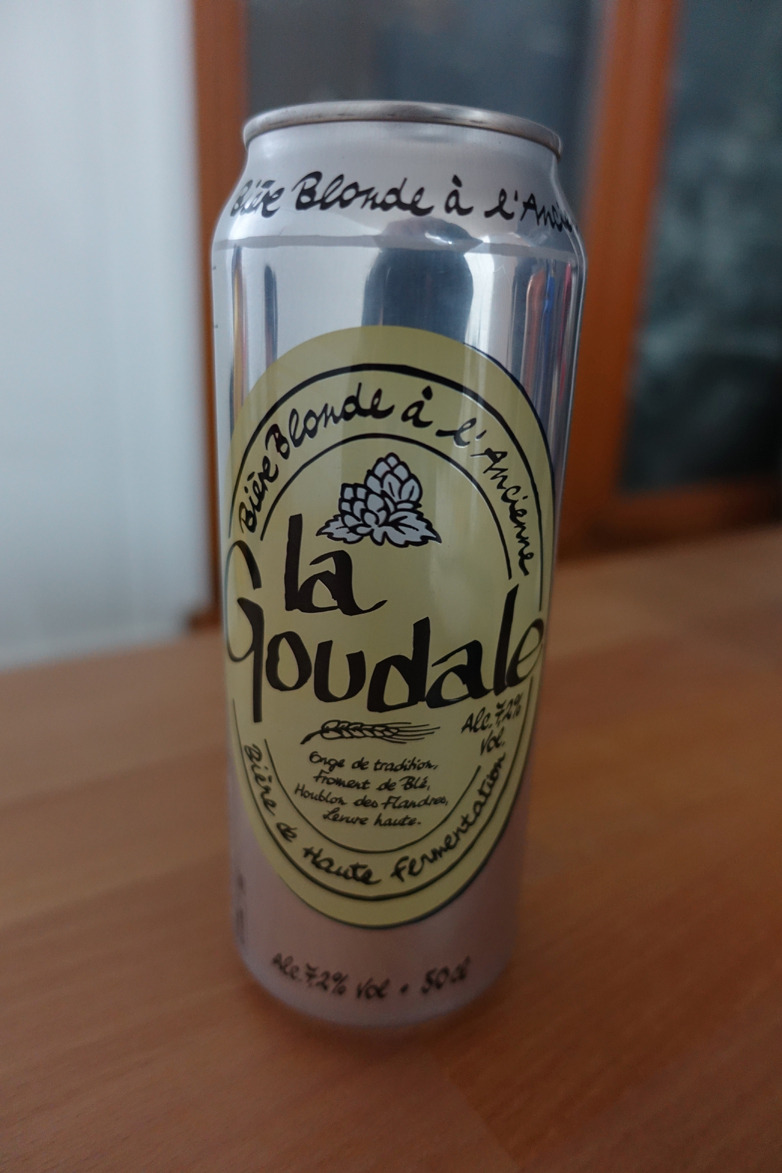 Bière Blonde à l'Anc
Bière Blonde à l'Ancienne
la
Goudale
Alc. 7,2%
Vol.
Orge de tradition,
Froment de Blé,
Houblon des Flandres,
Levure haute.
Bière de Haute Fermentation
Alc. 7,2% Vol • 50cl